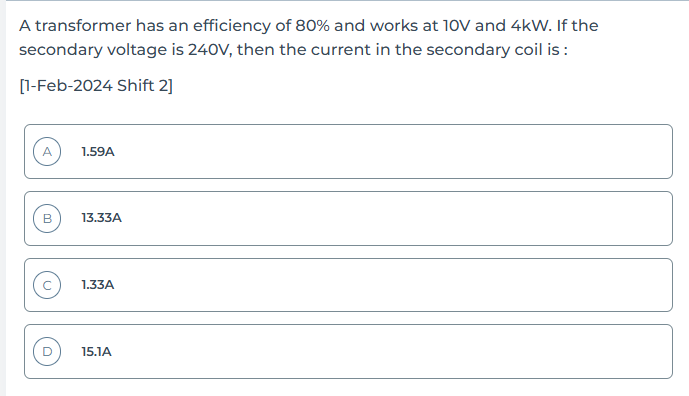 A transformer has an efficiency of 80% and works at 10V and 4kW. If the
secondary voltage is 240V, then the current in the secondary coil is :
[1-Feb-2024 Shift 2]
A 1.59A
B 13.33A
C 1.33A
D 15.1A